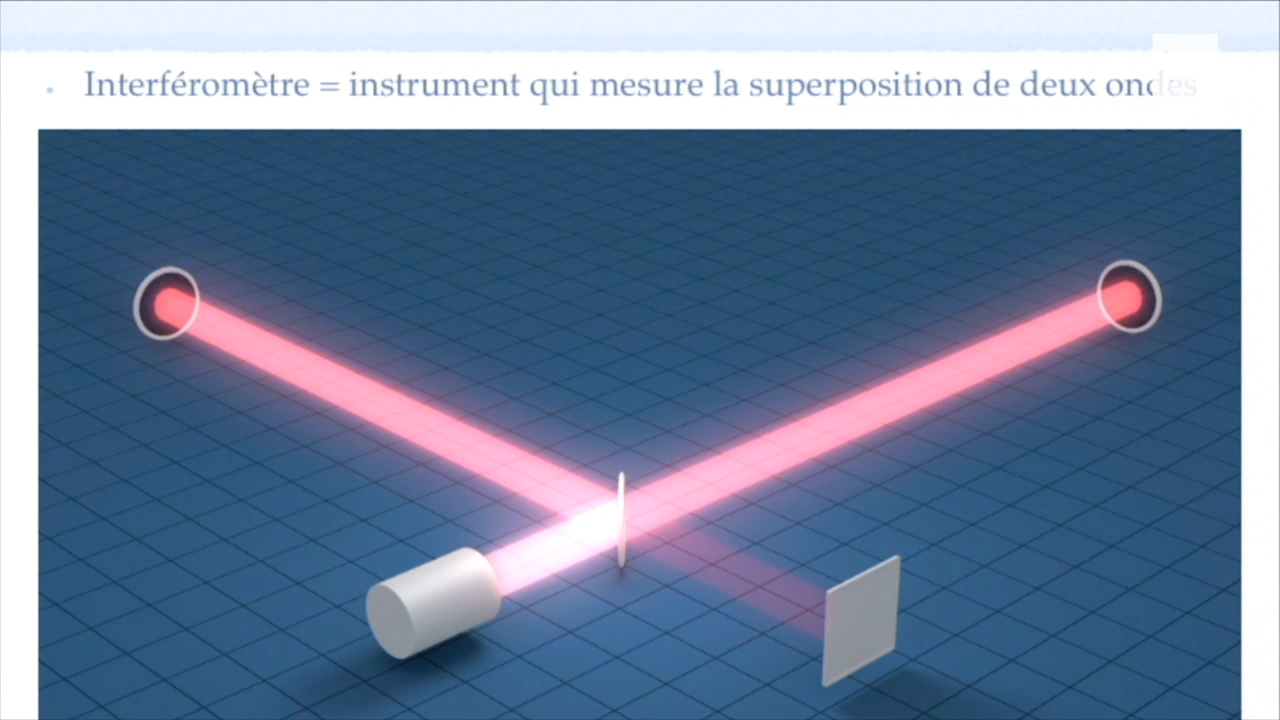 Interféromètre = instrument qui mesure la superposition de deux ondes